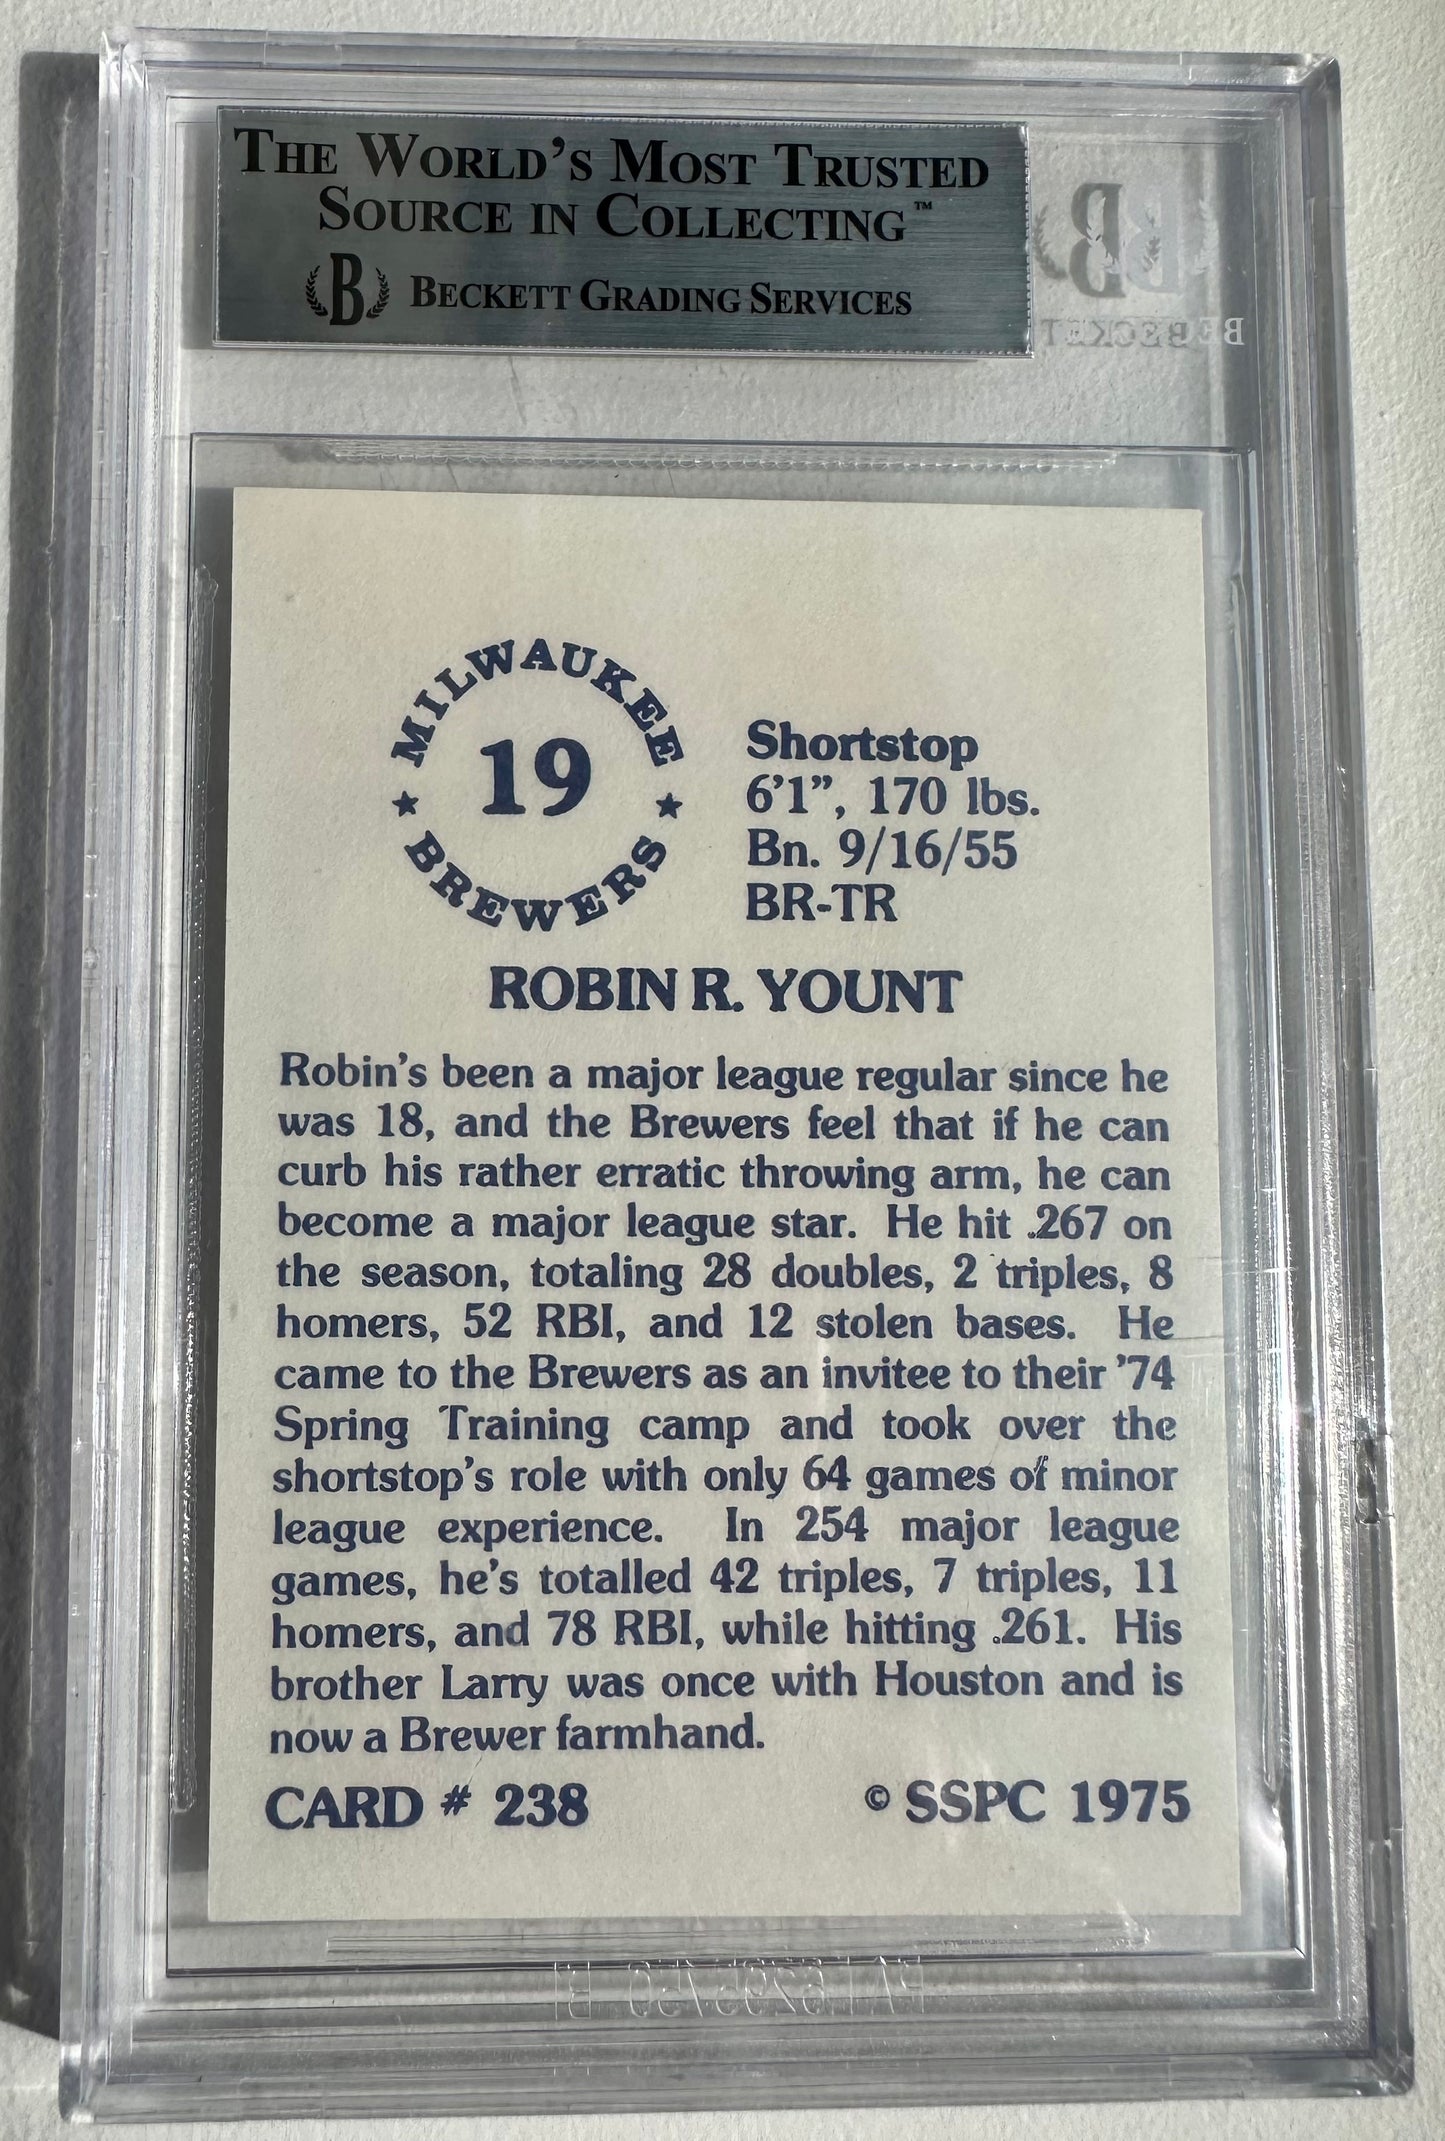 THE WORLD'S MOST TRUSTED
SOURCE IN COLLECTING™
B BECKETT GRADING SERVICES
MILWAUKEE
19
★ BREWERS ★
Shortstop
6'1”, 170 lbs.
Bn. 9/16/55
BR-TR
ROBIN R. YOUNT
Robin's been a major league regular since he
was 18, and the Brewers feel that if he can
curb his rather erratic throwing arm, he can
become a major league star. He hit .267 on
the season, totaling 28 doubles, 2 triples, 8
homers, 52 RBI, and 12 stolen bases. He
came to the Brewers as an invitee to their '74
Spring Training camp and took over the
shortstop's role with only 64 games of minor
league experience. In 254 major league
games, he's totalled 42 triples, 7 triples, 11
homers, and 78 RBI, while hitting .261. His
brother Larry was once with Houston and is
now a Brewer farmhand.
CARD # 238
© SSPC 1975